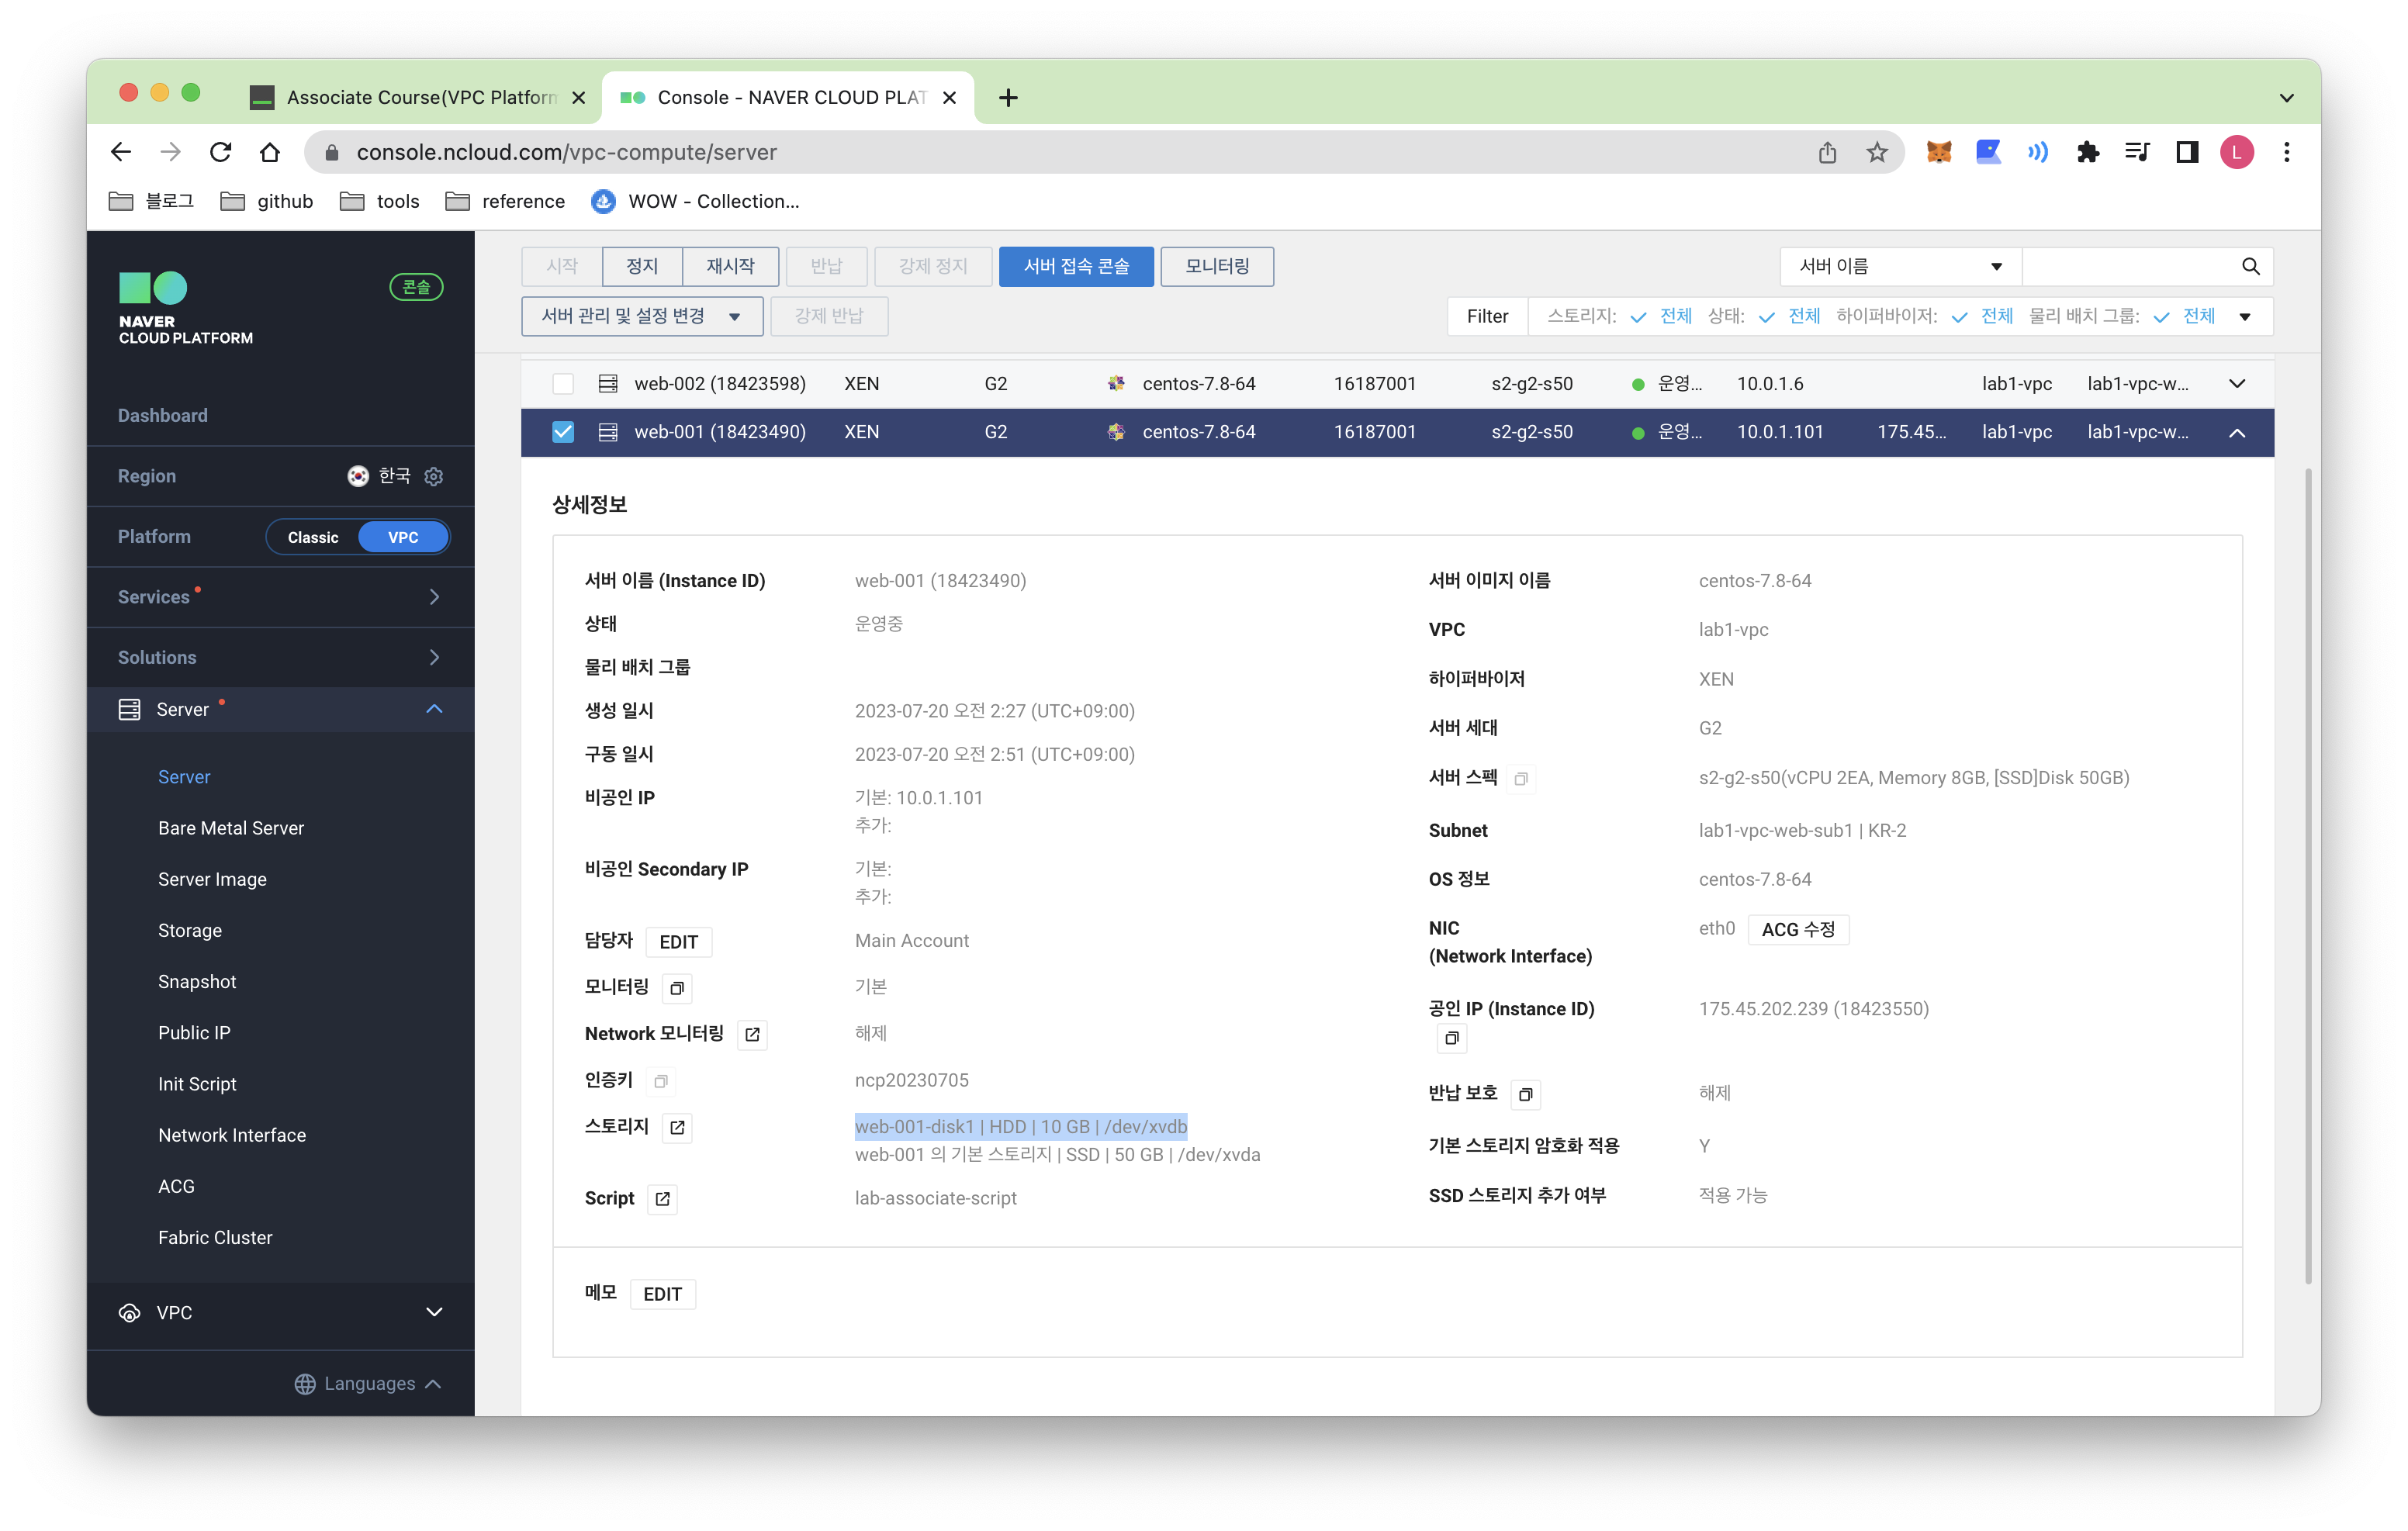 Associate Course(VPC Platform
Console - NAVER CLOUD PLAT
console.ncloud.com/vpc-compute/server
L
블로그 github tools reference WOW - Collection...
NAVER
CLOUD PLATFORM
콘솔
Dashboard
Region 한국
Platform Classic VPC
Services
Solutions
Server
Server
Bare Metal Server
Server Image
Storage
Snapshot
Public IP
Init Script
Network Interface
ACG
Fabric Cluster
VPC
Languages
시작 정지 재시작 반납 강제 정지 서버 접속 콘솔 모니터링 서버 이름
서버 관리 및 설정 변경 강제 반납 Filter 스토리지: 전체 상태: 전체 하이퍼바이저: 전체 물리 배치 그룹: 전체
web-002 (18423598) XEN G2 centos-7.8-64 16187001 s2-g2-s50 운영... 10.0.1.6 lab1-vpc lab1-vpc-w...
web-001 (18423490) XEN G2 centos-7.8-64 16187001 s2-g2-s50 운영... 10.0.1.101 175.45... lab1-vpc lab1-vpc-w...
상세정보
서버 이름 (Instance ID) web-001 (18423490)
상태 운영중
물리 배치 그룹
생성 일시 2023-07-20 오전 2:27 (UTC+09:00)
구동 일시 2023-07-20 오전 2:51 (UTC+09:00)
비공인 IP 기본: 10.0.1.101
추가:
비공인 Secondary IP 기본:
추가:
담당자 EDIT Main Account
모니터링 기본
Network 모니터링 해제
인증키 ncp20230705
스토리지 web-001-disk1 | HDD | 10 GB | /dev/xvdb
web-001 의 기본 스토리지 | SSD | 50 GB | /dev/xvda
Script lab-associate-script
서버 이미지 이름 centos-7.8-64
VPC lab1-vpc
하이퍼바이저 XEN
서버 세대 G2
서버 스펙 s2-g2-s50(vCPU 2EA, Memory 8GB, [SSD]Disk 50GB)
Subnet lab1-vpc-web-sub1 | KR-2
OS 정보 centos-7.8-64
NIC eth0 ACG 수정
(Network Interface)
공인 IP (Instance ID) 175.45.202.239 (18423550)
반납 보호 해제
기본 스토리지 암호화 적용 Y
SSD 스토리지 추가 여부 적용 가능
메모 EDIT